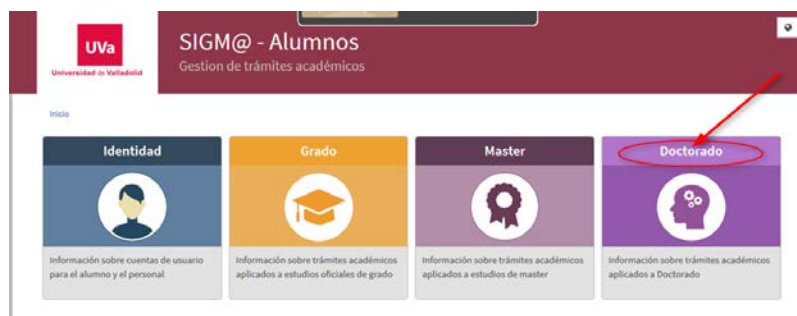 UVa
Universidad de Valladolid
SIGM@ - Alumnos
Gestion de trámites académicos
Inicio
Identidad
Información sobre cuentas de usuario
para el alumno y el personal
Grado
Información sobre trámites académicos
aplicados a estudios oficiales de grado
Master
Información sobre trámites académicos
aplicados a estudios de master
Doctorado
Información sobre trámites académicos
aplicados a Doctorado